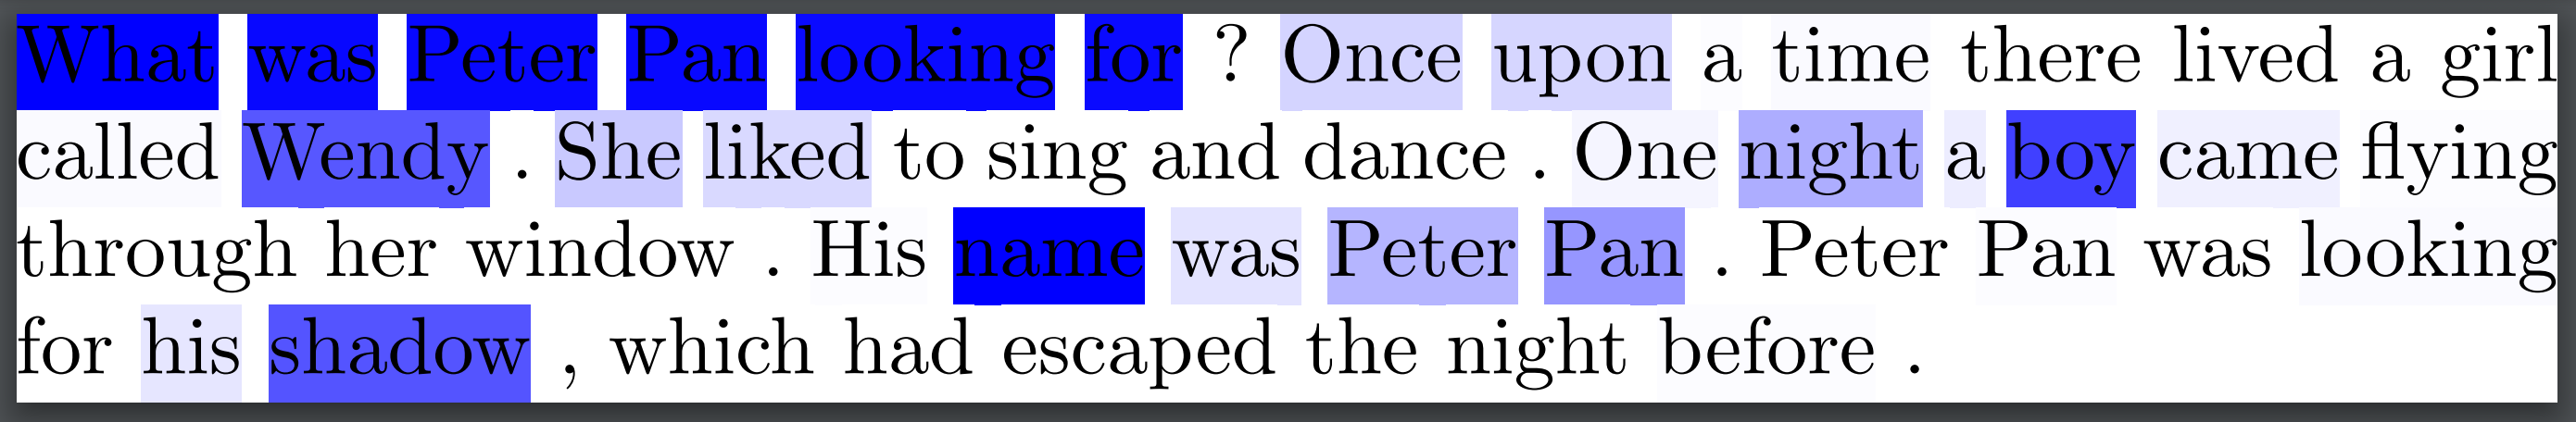 What was Peter Pan looking for ? Once upon a time there lived a girl
called Wendy . She liked to sing and dance . One night a boy came flying
through her window . His name was Peter Pan . Peter Pan was looking
for his shadow , which had escaped the night before .